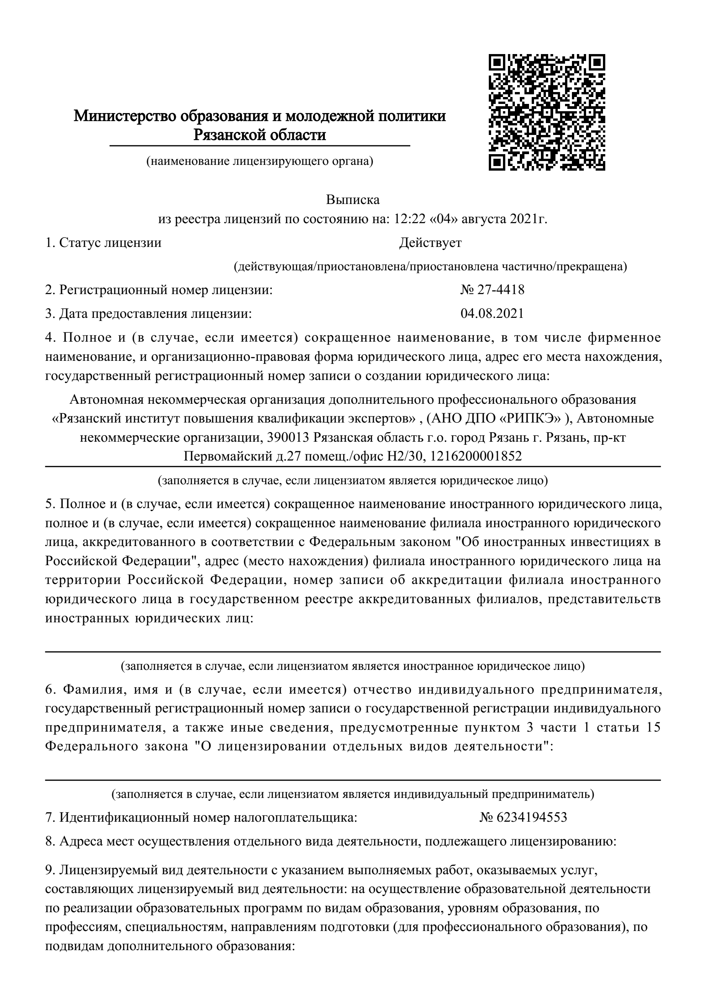 Министерство образования и молодежной политики
Рязанской области
(наименование лицензирующего органа)
Выписка
из реестра лицензий по состоянию на: 12:22 «04» августа 2021г.
1. Статус лицензии Действует
(действующая/приостановлена/приостановлена частично/прекращена)
2. Регистрационный номер лицензии: № 27-4418
3. Дата предоставления лицензии: 04.08.2021
4. Полное и (в случае, если имеется) сокращенное наименование, в том числе фирменное
наименование, и организационно-правовая форма юридического лица, адрес его места нахождения,
государственный регистрационный номер записи о создании юридического лица:
Автономная некоммерческая организация дополнительного профессионального образования
«Рязанский институт повышения квалификации экспертов» , (АНО ДПО «РИПКЭ» ), Автономные
некоммерческие организации, 390013 Рязанская область г.о. город Рязань г. Рязань, пр-кт
Первомайский д.27 помещ./офис Н2/30, 1216200001852
(заполняется в случае, если лицензиатом является юридическое лицо)
5. Полное и (в случае, если имеется) сокращенное наименование иностранного юридического лица,
полное и (в случае, если имеется) сокращенное наименование филиала иностранного юридического
лица, аккредитованного в соответствии с Федеральным законом "Об иностранных инвестициях в
Российской Федерации", адрес (место нахождения) филиала иностранного юридического лица на
территории Российской Федерации, номер записи об аккредитации филиала иностранного
юридического лица в государственном реестре аккредитованных филиалов, представительств
иностранных юридических лиц:
(заполняется в случае, если лицензиатом является иностранное юридическое лицо)
6. Фамилия, имя и (в случае, если имеется) отчество индивидуального предпринимателя,
государственный регистрационный номер записи о государственной регистрации индивидуального
предпринимателя, а также иные сведения, предусмотренные пунктом 3 части 1 статьи 15
Федерального закона "О лицензировании отдельных видов деятельности":
(заполняется в случае, если лицензиатом является индивидуальный предприниматель)
7. Идентификационный номер налогоплательщика: № 6234194553
8. Адреса мест осуществления отдельного вида деятельности, подлежащего лицензированию:
9. Лицензируемый вид деятельности с указанием выполняемых работ, оказываемых услуг,
составляющих лицензируемый вид деятельности: на осуществление образовательной деятельности
по реализации образовательных программ по видам образования, уровням образования, по
профессиям, специальностям, направлениям подготовки (для профессионального образования), по
подвидам дополнительного образования: